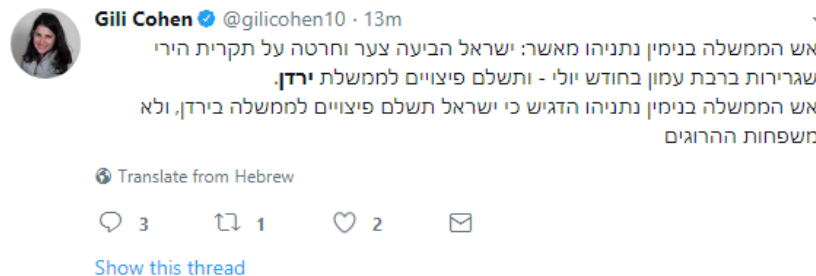 Gili Cohen @gilicohen10 · 13m
אש הממשלה בנימין נתניהו מאשר: ישראל הביעה צער וחרטה על תקרית הירי
שגרירות ברבת עמון בחודש יולי - ותשלם פיצויים לממשלת ירדן.
אש הממשלה בנימין נתניהו הדגיש כי ישראל תשלם פיצויים לממשלה בירדן, ולא
משפחות ההרוגים
Translate from Hebrew
3 1 2
Show this thread